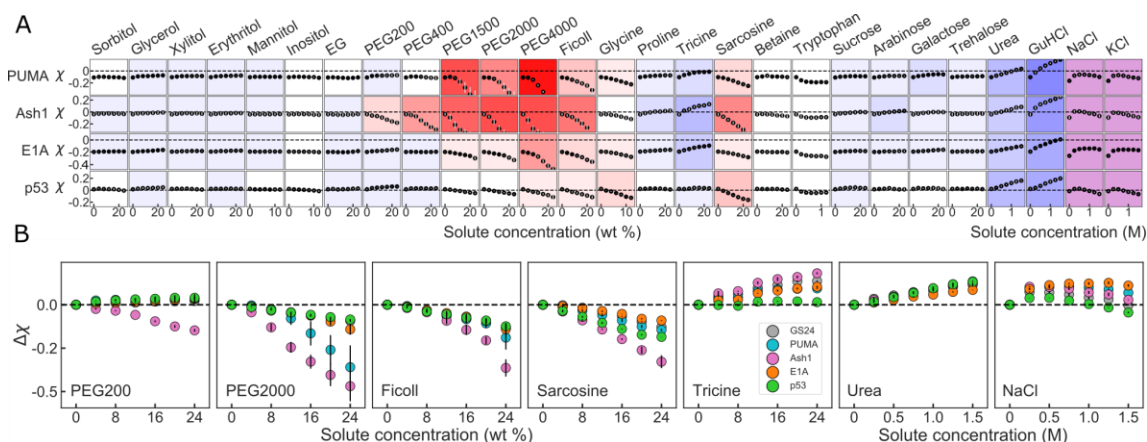 A
Sorbitol Glycerol Xylitol Erythritol Mannitol Inositol EG PEG200 PEG400 PEG1500 PEG2000 PEG4000 Ficoll Glycine Proline Tricine Sarcosine Betaine Tryptophan Sucrose Arabinose Galactose Trehalose Urea GuHCl NaCl KCl
PUMA χ 0 -0.2
Ash1 χ 0.2 0 -0.2
E1A χ 0 -0.2 -0.4
p53 χ 0.2 0 -0.2
0 20 0 20 0 20 0 20 0 10 0 10 0 20 0 20 0 20 0 20 0 20 0 20 0 20 0 10 0 20 0 20 0 20 0 20 0 1 0 20 0 20 0 20 0 20 0 1 0 1 0 1 0 1
Solute concentration (wt %) Solute concentration (M)
B
Δχ
0.0
-0.2
-0.5
PEG200 PEG2000 Ficoll Sarcosine Tricine Urea NaCl
GS24
PUMA
Ash1
E1A
p53
0 8 16 24 0 8 16 24 0 8 16 24 0 8 16 24 0 8 16 24 0 0.5 1.0 1.5 0 0.5 1.0 1.5
Solute concentration (wt %) Solute concentration (M)